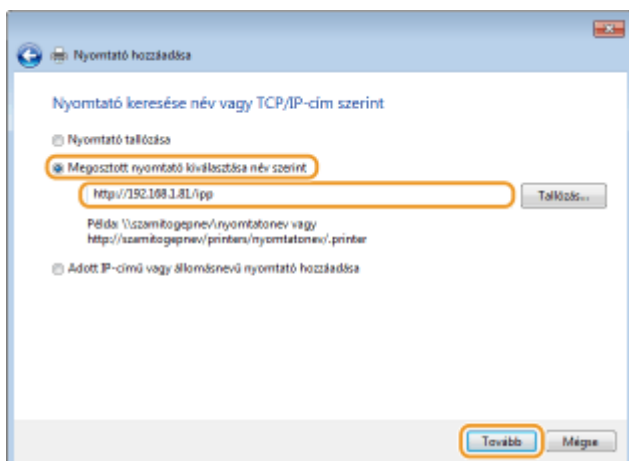 Nyomtató hozzáadása
Nyomtató keresése név vagy TCP/IP-cím szerint
Nyomtató tallózása
Megosztott nyomtató kiválasztása név szerint
http://192.168.1.81/ipp
Tallózás...
Példa: \\szamitogepnev\nyomtatonev vagy
http://szamitogepnev/printers/nyomtatonev/.printer
Adott IP-című vagy állomásnevű nyomtató hozzáadása
Tovább Mégse